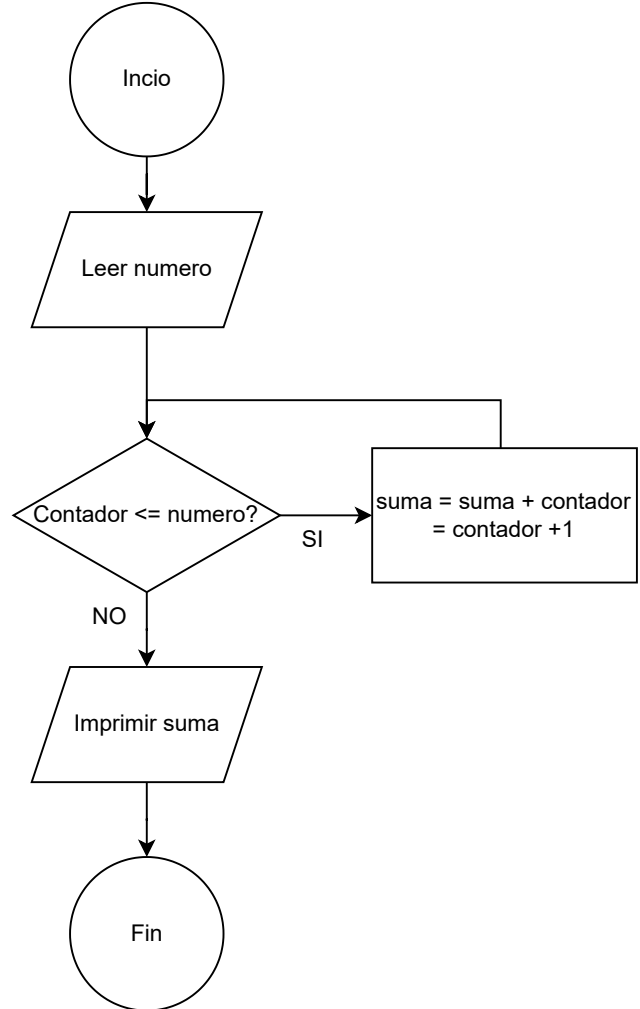 Incio
Leer numero
Contador <= numero?
SI
suma = suma + contador
= contador +1
NO
Imprimir suma
Fin